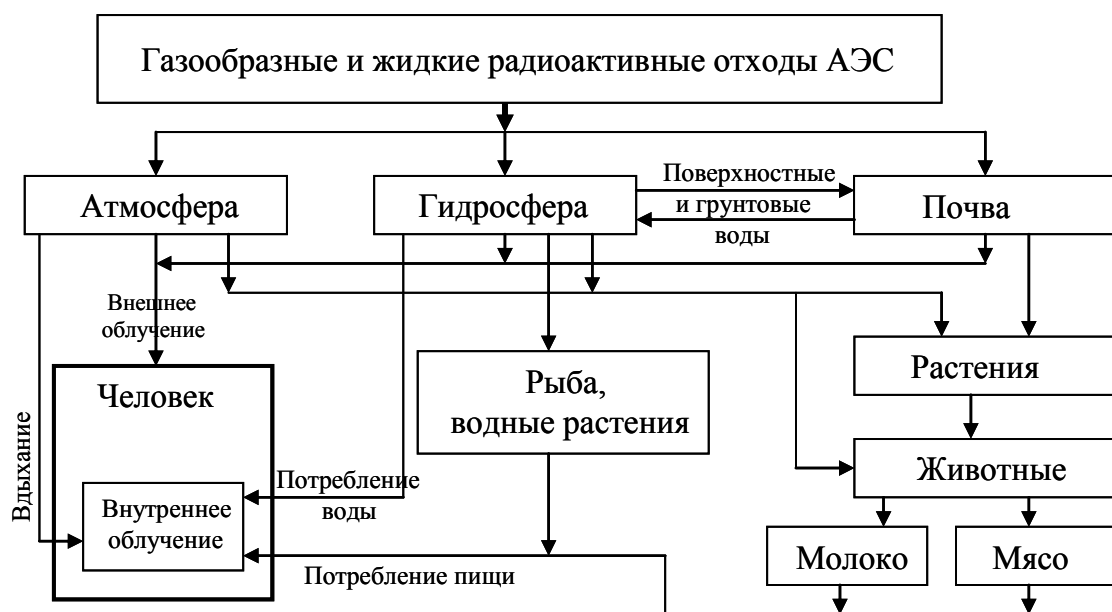 Газообразные и жидкие радиоактивные отходы АЭС
Атмосфера
Гидросфера
Поверхностные
и грунтовые
воды
Почва
Внешнее
облучение
Человек
Рыба,
водные растения
Растения
Животные
Вдыхание
Внутреннее
облучение
Потребление
воды
Потребление пищи
Молоко
Мясо